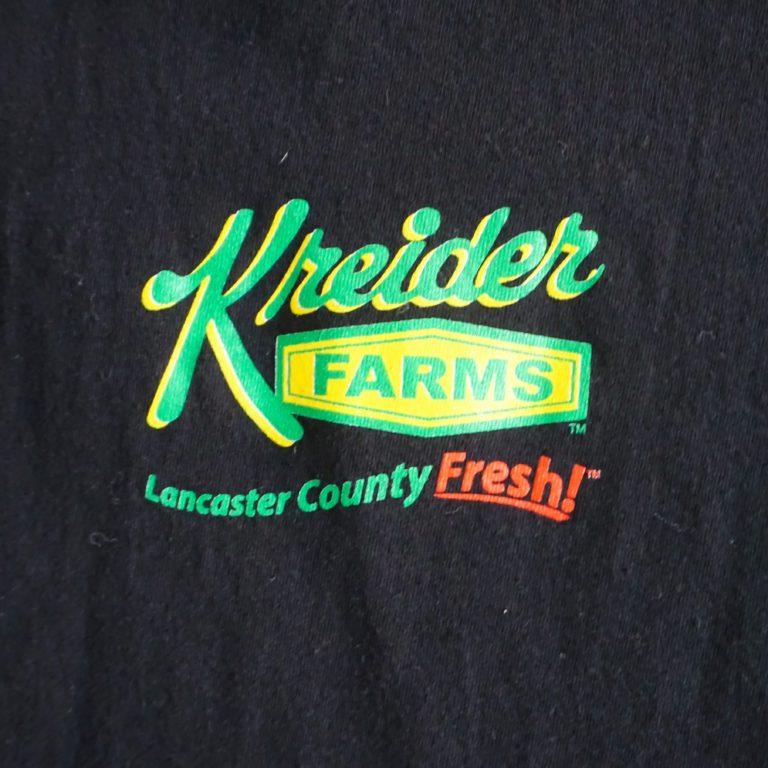 Kreider
FARMS™
Lancaster County Fresh!™